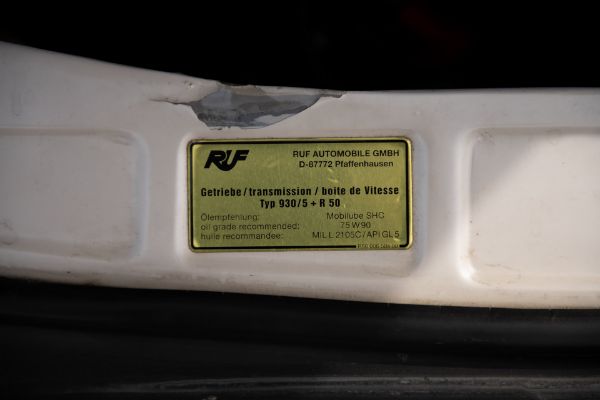 RUF
RUF AUTOMOBILE GMBH
D-87772 Pfaffenhausen
Getriebe/transmission/boite de Vitesse
Typ 930/5 + R 50
Ölempfehlung: Mobilube SHC
oil grade recommended: 75W90
huile recommandee: MIL L 2105C/API GL5